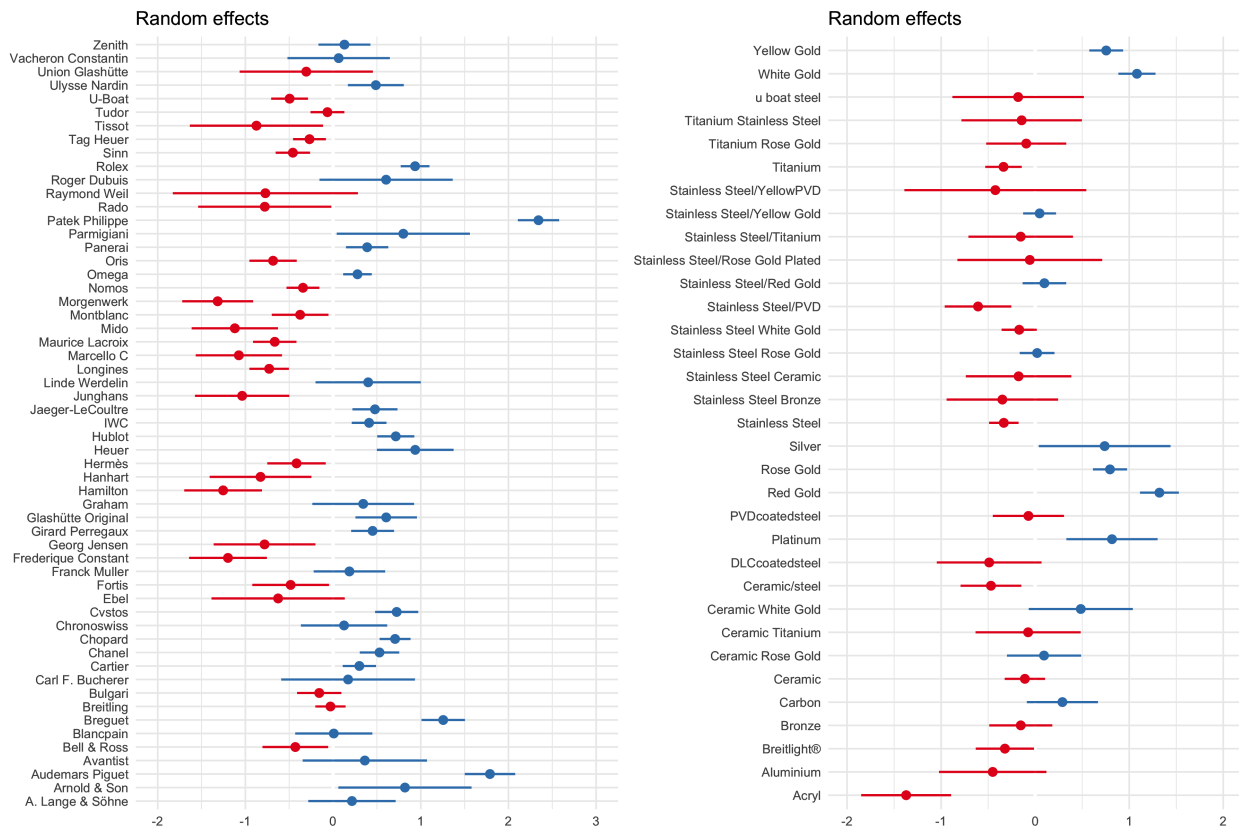 Random effects
Zenith
Vacheron Constantin
Union Glashütte
Ulysse Nardin
U-Boat
Tudor
Tissot
Tag Heuer
Sinn
Rolex
Roger Dubuis
Raymond Weil
Rado
Patek Philippe
Parmigiani
Panerai
Oris
Omega
Nomos
Morgenwerk
Montblanc
Mido
Maurice Lacroix
Marcello C
Longines
Linde Werdelin
Junghans
Jaeger-LeCoultre
IWC
Hublot
Heuer
Hermès
Hanhart
Hamilton
Graham
Glashütte Original
Girard Perregaux
Georg Jensen
Frederique Constant
Franck Muller
Fortis
Ebel
Cvstos
Chronoswiss
Chopard
Chanel
Cartier
Carl F. Bucherer
Bulgari
Breitling
Breguet
Blancpain
Bell & Ross
Avantist
Audemars Piguet
Arnold & Son
A. Lange & Söhne
-2 -1 0 1 2 3
Random effects
Yellow Gold
White Gold
u boat steel
Titanium Stainless Steel
Titanium Rose Gold
Titanium
Stainless Steel/YellowPVD
Stainless Steel/Yellow Gold
Stainless Steel/Titanium
Stainless Steel/Rose Gold Plated
Stainless Steel/Red Gold
Stainless Steel/PVD
Stainless Steel White Gold
Stainless Steel Rose Gold
Stainless Steel Ceramic
Stainless Steel Bronze
Stainless Steel
Silver
Rose Gold
Red Gold
PVDcoatedsteel
Platinum
DLCcoatedsteel
Ceramic/steel
Ceramic White Gold
Ceramic Titanium
Ceramic Rose Gold
Ceramic
Carbon
Bronze
Breitlight®
Aluminium
Acryl
-2 -1 0 1 2